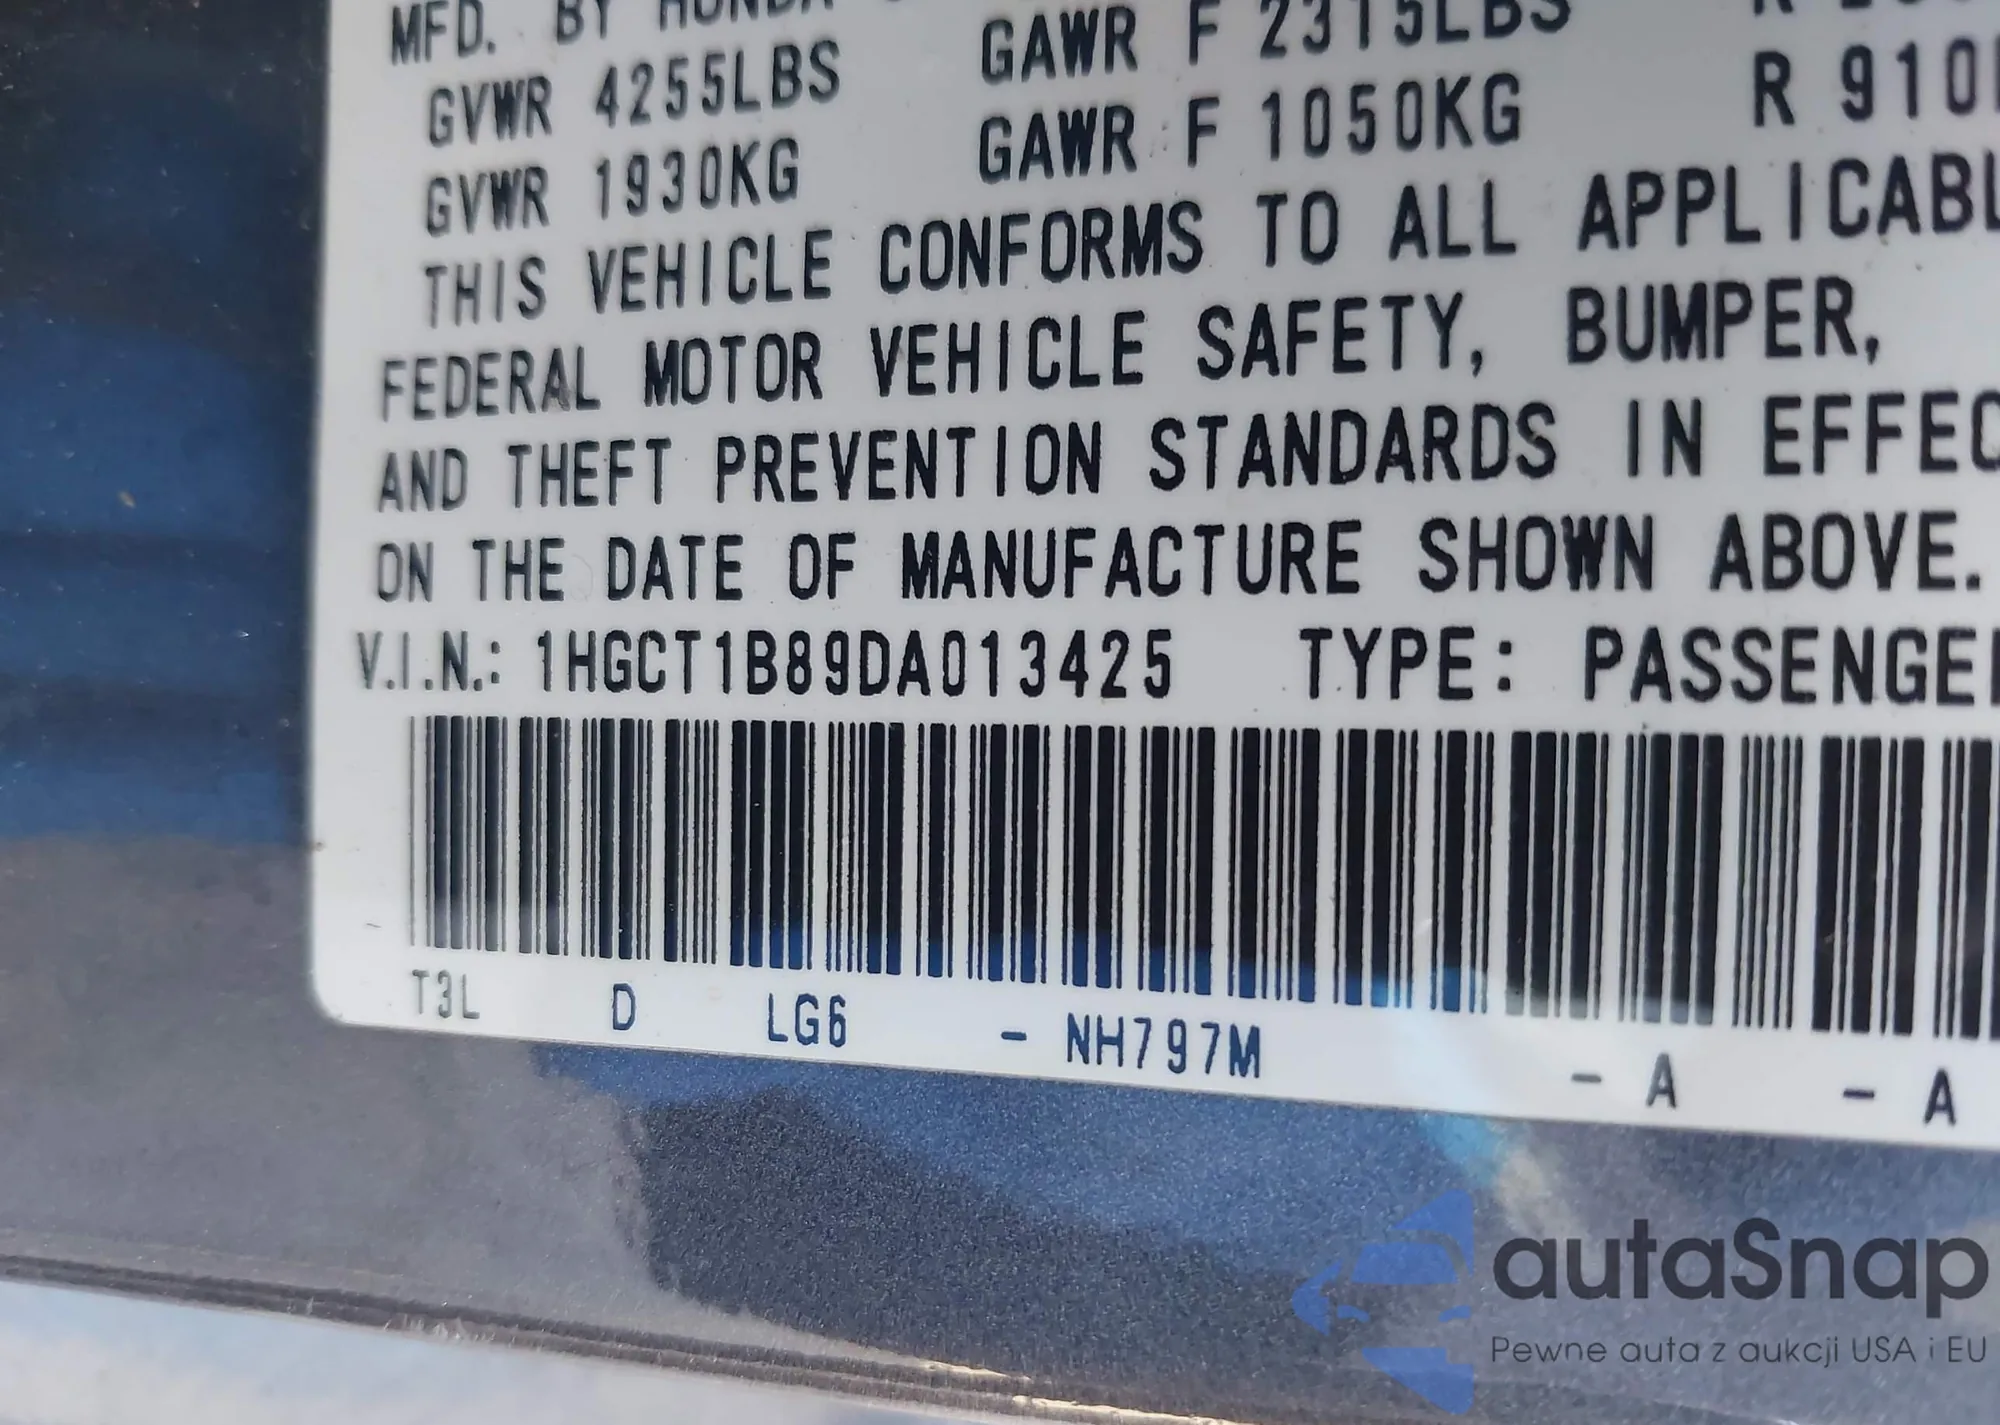 MFD. BY HONDA
GVWR 4255LBS GAWR F 2315LBS R
GVWR 1930KG GAWR F 1050KG R 910
THIS VEHICLE CONFORMS TO ALL APPLICABL
FEDERAL MOTOR VEHICLE SAFETY, BUMPER,
AND THEFT PREVENTION STANDARDS IN EFFEC
ON THE DATE OF MANUFACTURE SHOWN ABOVE.
V.I.N.: 1HGCT1B89DA013425 TYPE: PASSENGE
T3L D LG6 - NH797M - A - A
autaSnap
Pewne auta z aukcji USA i EU